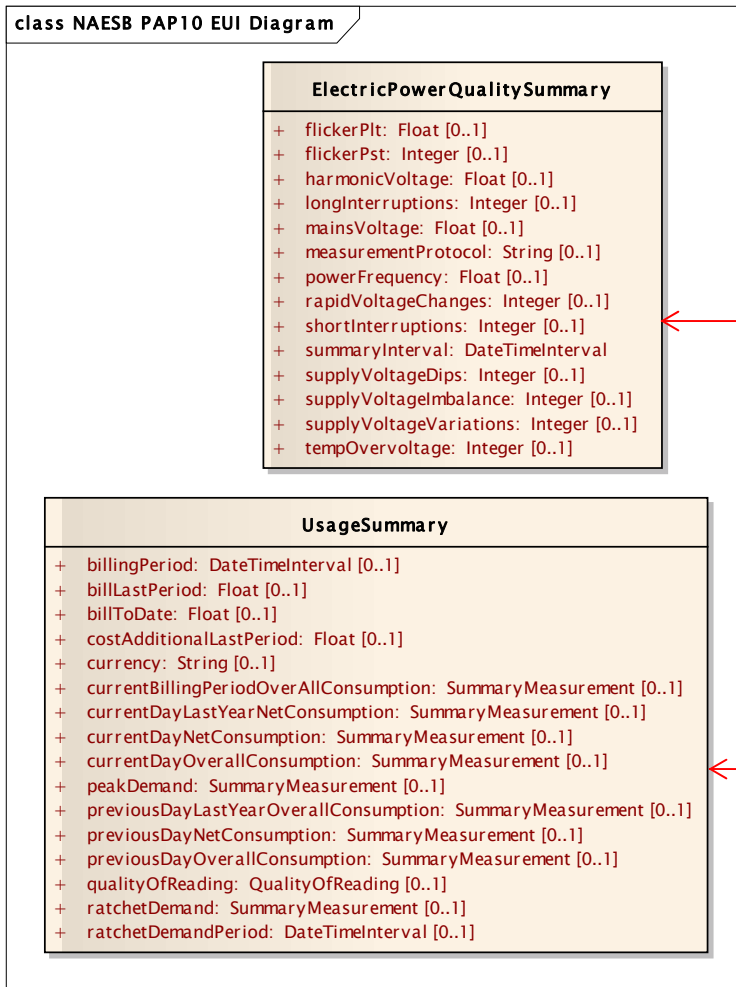 class NAESB PAP10 EUI Diagram
ElectricPowerQualitySummary
+ flickerPlt: Float [0..1]
+ flickerPst: Integer [0..1]
+ harmonicVoltage: Float [0..1]
+ longInterruptions: Integer [0..1]
+ mainsVoltage: Float [0..1]
+ measurementProtocol: String [0..1]
+ powerFrequency: Float [0..1]
+ rapidVoltageChanges: Integer [0..1]
+ shortInterruptions: Integer [0..1]
+ summaryInterval: DateTimeInterval
+ supplyVoltageDips: Integer [0..1]
+ supplyVoltageImbalance: Integer [0..1]
+ supplyVoltageVariations: Integer [0..1]
+ tempOvervoltage: Integer [0..1]
UsageSummary
+ billingPeriod: DateTimeInterval [0..1]
+ billLastPeriod: Float [0..1]
+ billToDate: Float [0..1]
+ costAdditionalLastPeriod: Float [0..1]
+ currency: String [0..1]
+ currentBillingPeriodOverAllConsumption: SummaryMeasurement [0..1]
+ currentDayLastYearNetConsumption: SummaryMeasurement [0..1]
+ currentDayNetConsumption: SummaryMeasurement [0..1]
+ currentDayOverallConsumption: SummaryMeasurement [0..1]
+ peakDemand: SummaryMeasurement [0..1]
+ previousDayLastYearOverallConsumption: SummaryMeasurement [0..1]
+ previousDayNetConsumption: SummaryMeasurement [0..1]
+ previousDayOverallConsumption: SummaryMeasurement [0..1]
+ qualityOfReading: QualityOfReading [0..1]
+ ratchetDemand: SummaryMeasurement [0..1]
+ ratchetDemandPeriod: DateTimeInterval [0..1]